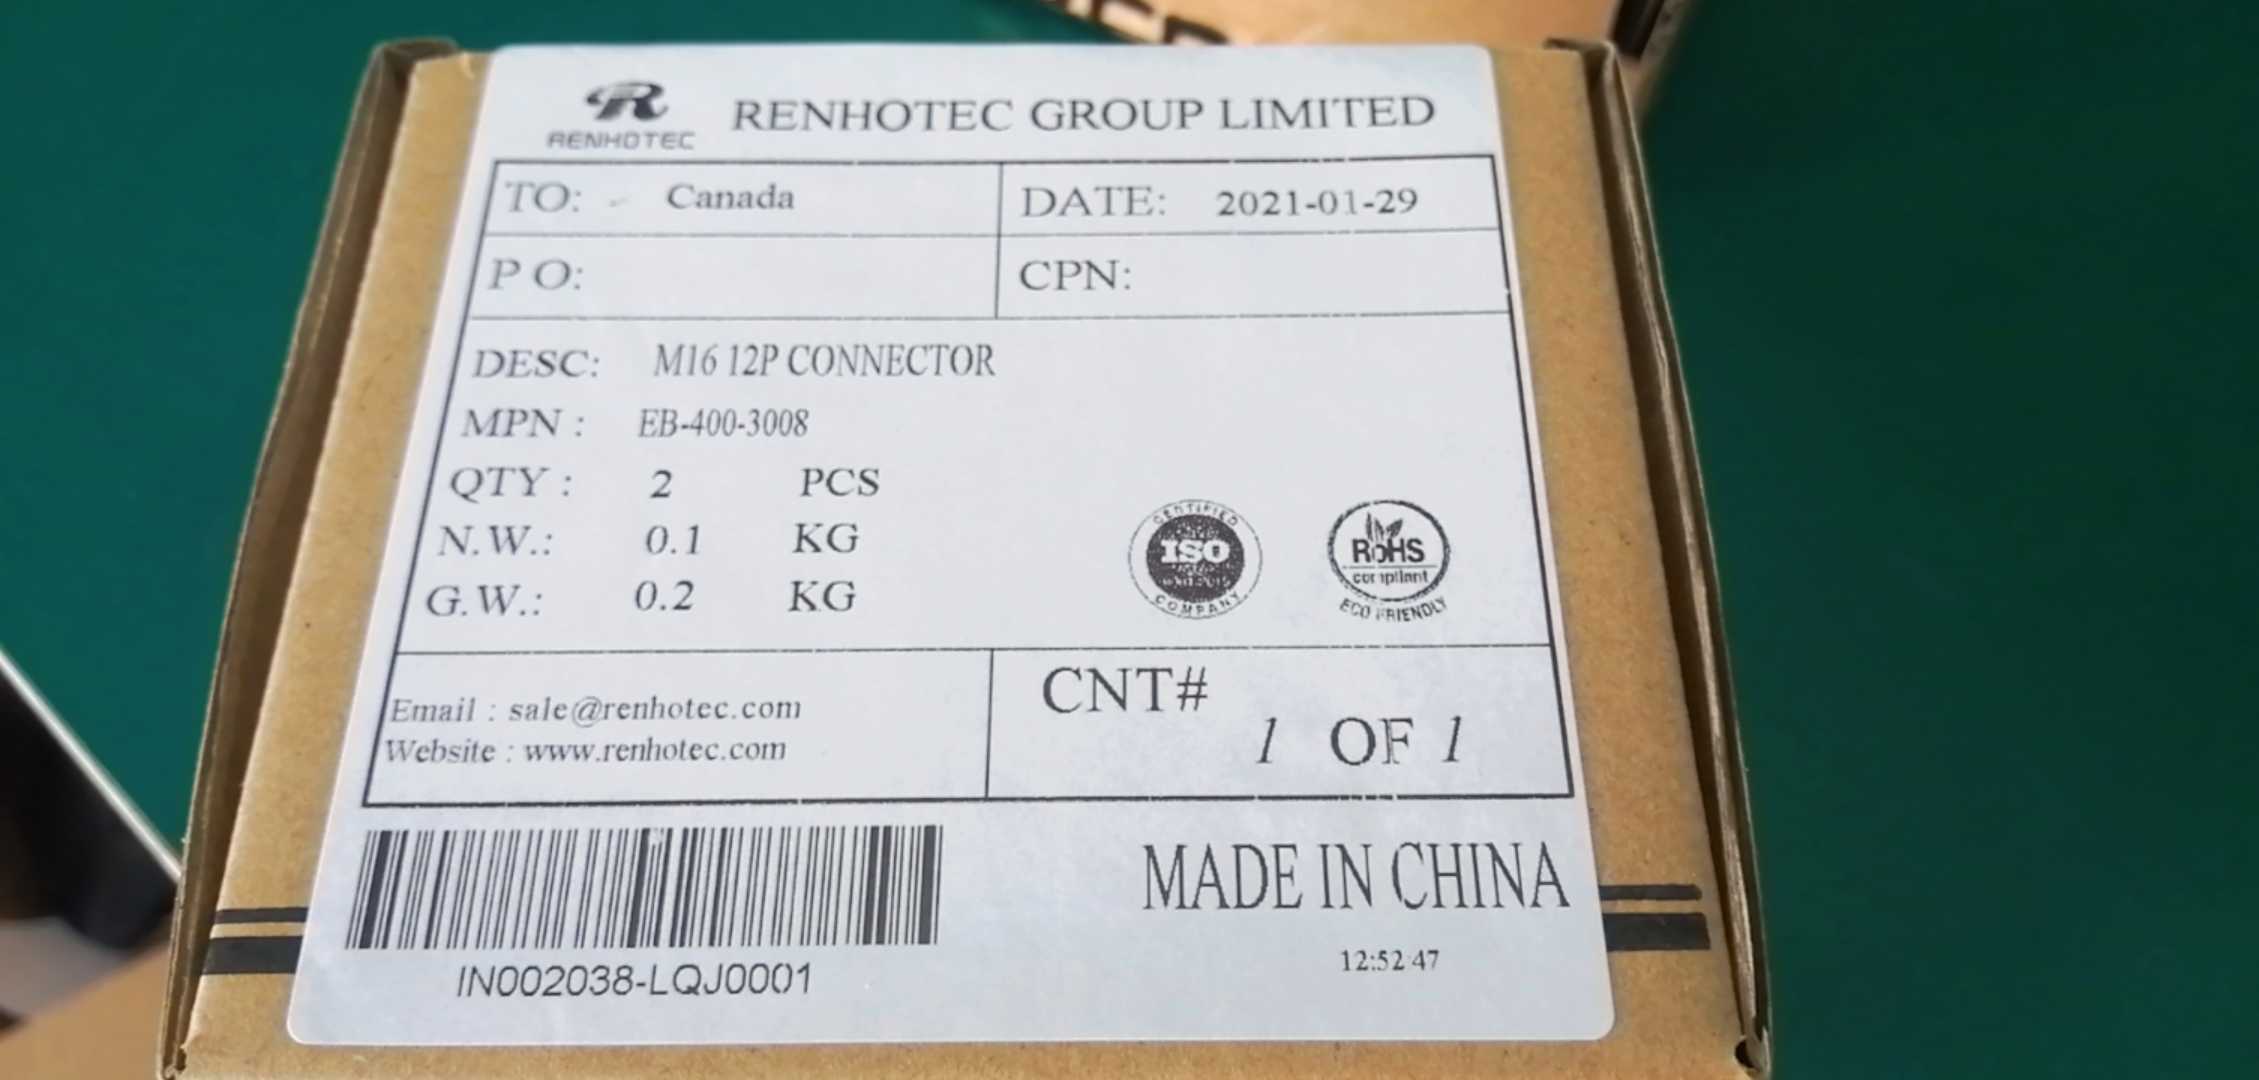 RENHOTEC
RENHOTEC GROUP LIMITED
TO: Canada
DATE: 2021-01-29
P O:
CPN:
DESC: M16 12P CONNECTOR
MPN : EB-400-3008
QTY : 2 PCS
N.W.: 0.1 KG
G.W.: 0.2 KG
CERTIFIED
ISO
COMPANY
RoHS
compliant
ECO FRIENDLY
Email : sale@renhotec.com
Website : www.renhotec.com
CNT#
1 OF 1
IN002038-LQJ0001
MADE IN CHINA
12:52:47